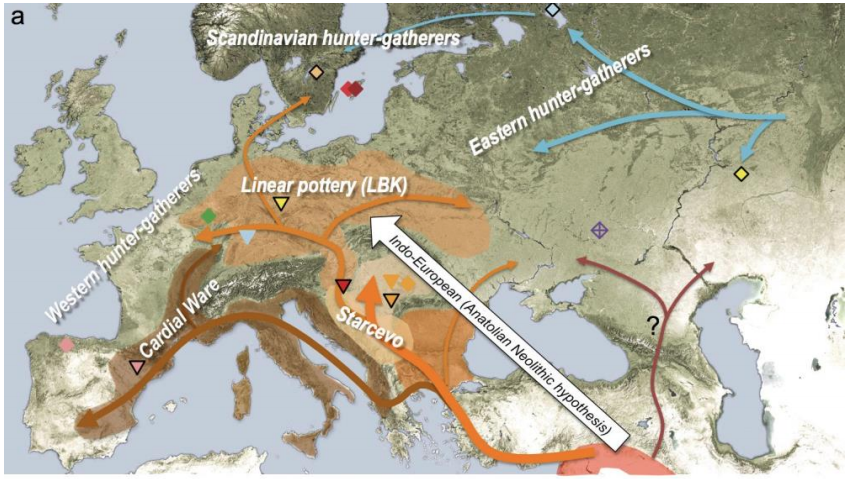 a
Scandinavian hunter-gatherers
Eastern hunter-gatherers
Linear pottery (LBK)
Western hunter-gatherers
Indo-European (Anatolian Neolithic hypothesis)
Cardial Ware
Starcevo
?